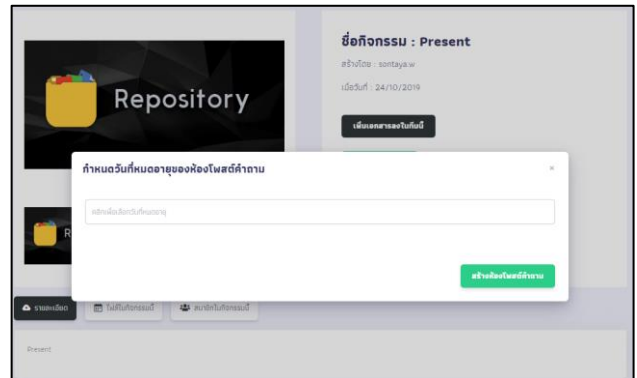 Repository
ชื่อกิจกรรม : Present
สร้างโดย : sontaya.w
เมื่อวันที่ : 24/10/2019
เพิ่มเอกสารลงในที่นี้
กำหนดวันที่หมดอายุของห้องโพสต์คำถาม
×
คลิกเพื่อเลือกวันที่หมดอายุ
สร้างห้องโพสต์คำถาม
R
รายละเอียด
ไฟล์ในกิจกรรมนี้
สมาชิกในกิจกรรมนี้
Present